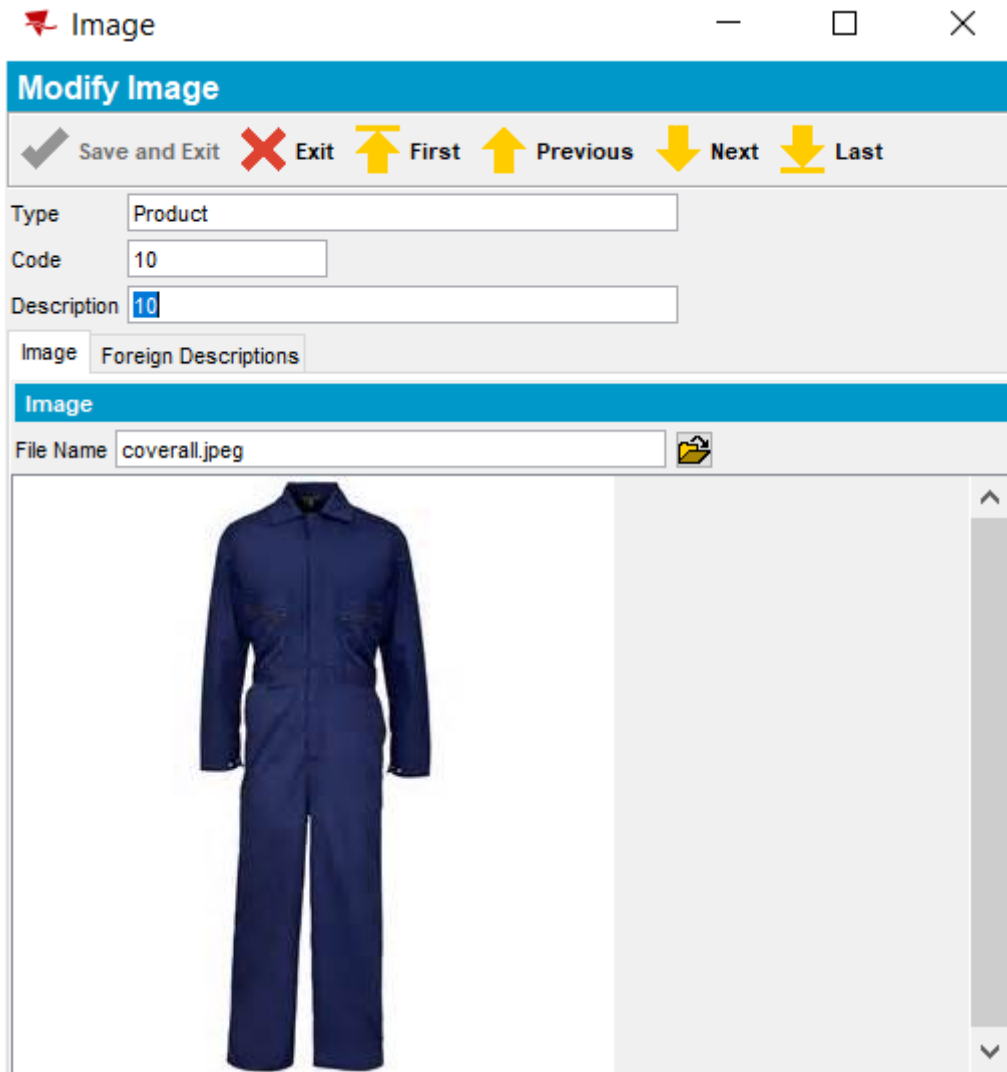 Image
Modify Image
Save and Exit Exit First Previous Next Last
Type Product
Code 10
Description 10
Image Foreign Descriptions
Image
File Name coverall.jpeg